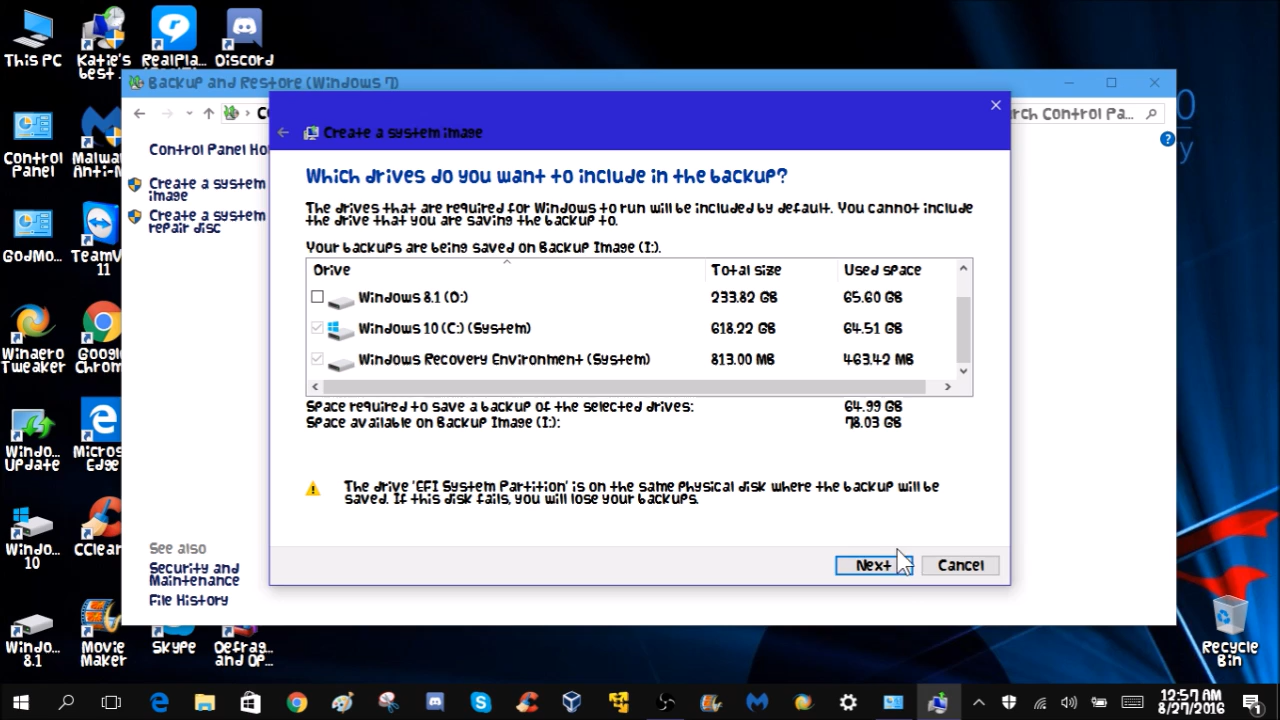 This PC
Katie's best ...
RealPla...
Discord
Backup and Restore (Windows 7)
Control Panel
Malwa... Anti-M
Control Panel Ho
Create a system image
Create a system repair disc
rch Control Pa...
Create a system image
Which drives do you want to include in the backup?
The drives that are required for Windows to run will be included by default. You cannot include
the drive that you are saving the backup to.
Your backups are being saved on Backup Image (I:).
Drive Total size Used space
Windows 8.1 (D:) 233.82 GB 65.60 GB
Windows 10 (C:) (System) 618.22 GB 64.51 GB
Windows Recovery Environment (System) 813.00 MB 463.42 MB
Space required to save a backup of the selected drives: 64.99 GB
Space available on Backup Image (I:): 78.03 GB
The drive 'EFI System Partition' is on the same physical disk where the backup will be
saved. If this disk fails, you will lose your backups.
Next Cancel
GodMo...
TeamV
11
Winaero
Tweaker
Google
Chrom
Windo...
Update
Micros
Edge
Windo...
10
CClear
See also
Security and
Maintenance
File History
Windo...
8.1
Movie
Maker
Skype
Defrag...
and Op...
Recycle
Bin
12:57 AM
8/27/2016